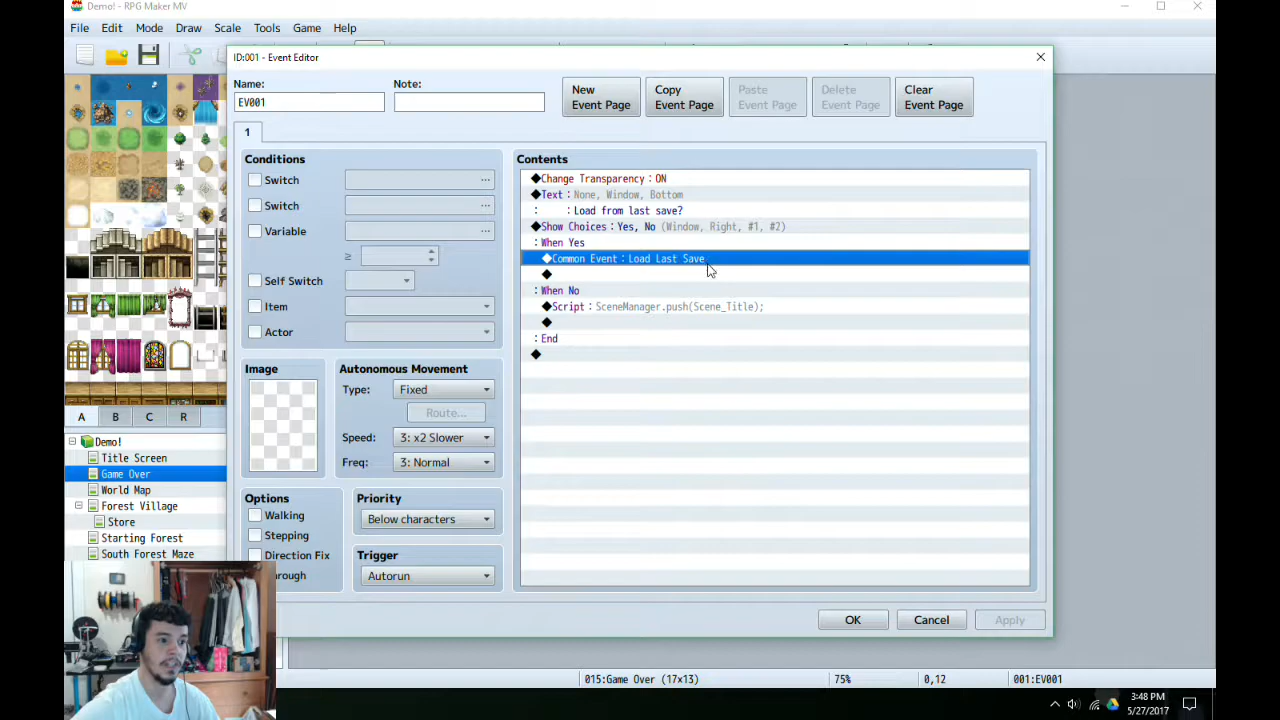 Demo! - RPG Maker MV
File Edit Mode Draw Scale Tools Game Help
ID:001 - Event Editor
Name: Note:
EV001
New Event Page
Copy Event Page
Paste Event Page
Delete Event Page
Clear Event Page
1
Conditions
Switch
Switch
Variable
≥
Self Switch
Item
Actor
Image
Autonomous Movement
Type: Fixed
Route...
Speed: 3: x2 Slower
Freq: 3: Normal
Options
Walking
Stepping
Direction Fix
Priority
Below characters
Trigger
Autorun
Contents
◆Change Transparency : ON
◆Text : None, Window, Bottom
: : Load from last save?
◆Show Choices : Yes, No (Window, Right, #1, #2)
: When Yes
◆Common Event : Load Last Save
◆
: When No
◆Script : SceneManager.push(Scene_Title);
◆
: End
◆
OK Cancel Apply
A B C R
Demo!
Title Screen
Game Over
World Map
Forest Village
Store
Starting Forest
South Forest Maze
015:Game Over (17x13) 75% 0,12 001:EV001
3:48 PM
5/27/2017